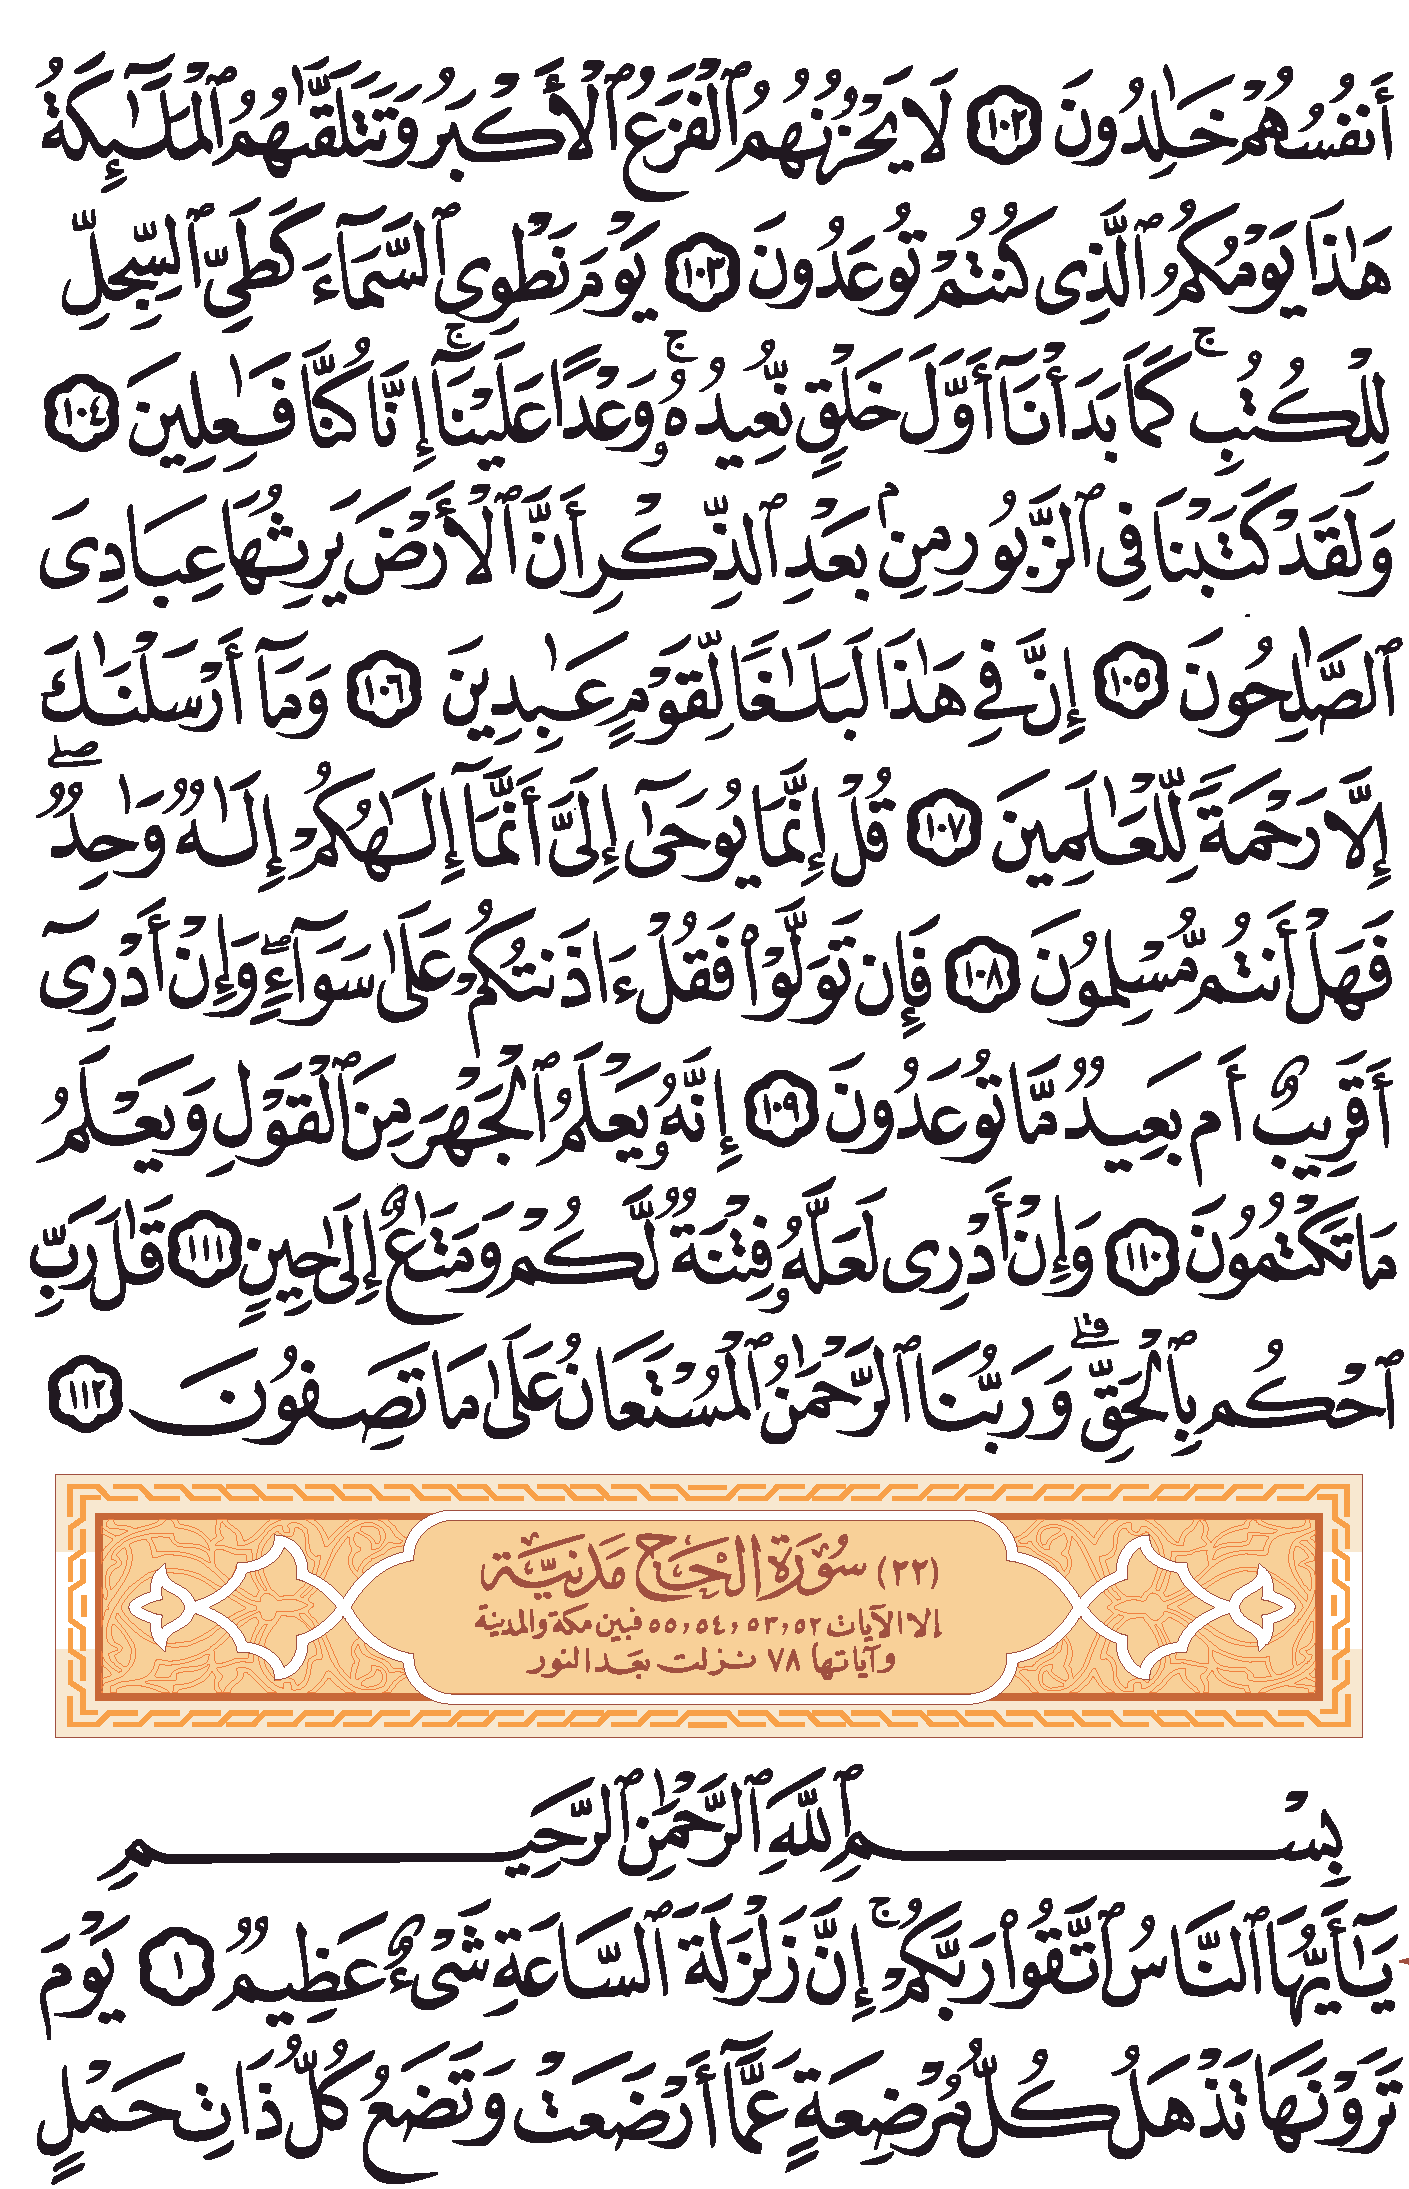 أَنفُسُهُمْ خَٰلِدُونَ ١٠٢ لَا يَحْزُنُهُمُ ٱلْفَزَعُ ٱلْأَكْبَرُ وَتَتَلَقَّىٰهُمُ ٱلْمَلَٰٓئِكَةُ
هَٰذَا يَوْمُكُمُ ٱلَّذِى كُنتُمْ تُوعَدُونَ ١٠٣ يَوْمَ نَطْوِى ٱلسَّمَآءَ كَطَىِّ ٱلسِّجِلِّ
لِلْكُتُبِ ۚ كَمَا بَدَأْنَآ أَوَّلَ خَلْقٍ نُّعِيدُهُۥ ۚ وَعْدًا عَلَيْنَآ ۚ إِنَّا كُنَّا فَٰعِلِينَ ١٠٤
وَلَقَدْ كَتَبْنَا فِى ٱلزَّبُورِ مِنۢ بَعْدِ ٱلذِّكْرِ أَنَّ ٱلْأَرْضَ يَرِثُهَا عِبَادِىَ
ٱلصَّٰلِحُونَ ١٠٥ إِنَّ فِى هَٰذَا لَبَلَٰغًا لِّقَوْمٍ عَٰبِدِينَ ١٠٦ وَمَآ أَرْسَلْنَٰكَ
إِلَّا رَحْمَةً لِّلْعَٰلَمِينَ ١٠٧ قُلْ إِنَّمَا يُوحَىٰٓ إِلَىَّ أَنَّمَآ إِلَٰهُكُمْ إِلَٰهٌ وَٰحِدٌ ۖ
فَهَلْ أَنتُم مُّسْلِمُونَ ١٠٨ فَإِن تَوَلَّوْا۟ فَقُلْ ءَاذَنتُكُمْ عَلَىٰ سَوَآءٍ ۖ وَإِنْ أَدْرِىٓ
أَقَرِيبٌ أَم بَعِيدٌ مَّا تُوعَدُونَ ١٠٩ إِنَّهُۥ يَعْلَمُ ٱلْجَهْرَ مِنَ ٱلْقَوْلِ وَيَعْلَمُ
مَا تَكْتُمُونَ ١١٠ وَإِنْ أَدْرِى لَعَلَّهُۥ فِتْنَةٌ لَّكُمْ وَمَتَٰعٌ إِلَىٰ حِينٍ ١١١ قَٰلَ رَبِّ
ٱحْكُم بِٱلْحَقِّ ۗ وَرَبُّنَا ٱلرَّحْمَٰنُ ٱلْمُسْتَعَانُ عَلَىٰ مَا تَصِفُونَ ١١٢
(٢٢) سُوْرَة الحَجِّ مَدَنِيَّة
إلا الآيات ٥٢، ٥٣، ٥٤، ٥٥ فبين مكة والمدينة
وآياتها ٧٨ نزلت بعد النور
بِسْمِ ٱللَّهِ ٱلرَّحْمَٰنِ ٱلرَّحِيمِ
يَٰٓأَيُّهَا ٱلنَّاسُ ٱتَّقُوا۟ رَبَّكُمْ ۚ إِنَّ زَلْزَلَةَ ٱلسَّاعَةِ شَىْءٌ عَظِيمٌ ١ يَوْمَ
تَرَوْنَهَا تَذْهَلُ كُلُّ مُرْضِعَةٍ عَمَّآ أَرْضَعَتْ وَتَضَعُ كُلُّ ذَاتِ حَمْلٍ